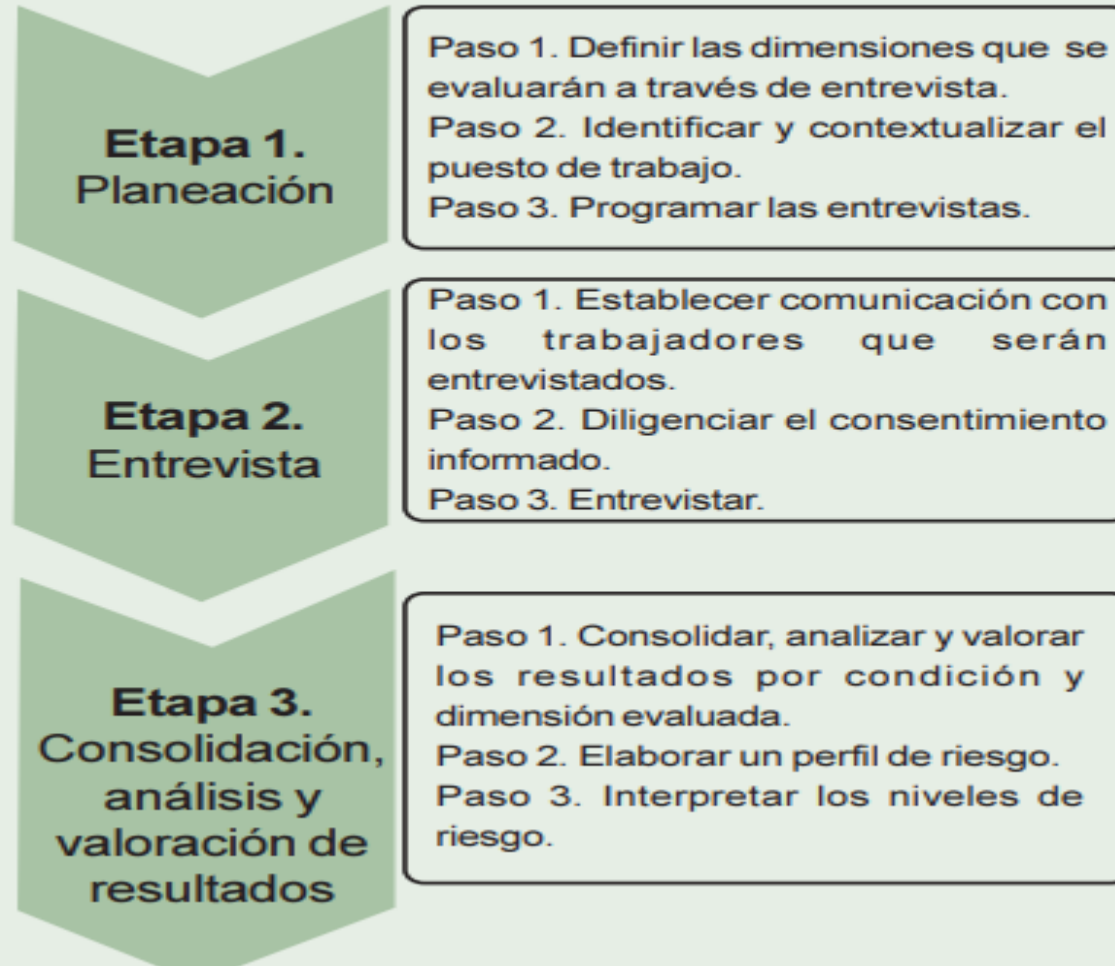 Etapa 1.
Planeación
Paso 1. Definir las dimensiones que se
evaluarán a través de entrevista.
Paso 2. Identificar y contextualizar el
puesto de trabajo.
Paso 3. Programar las entrevistas.
Etapa 2.
Entrevista
Paso 1. Establecer comunicación con
los trabajadores que serán
entrevistados.
Paso 2. Diligenciar el consentimiento
informado.
Paso 3. Entrevistar.
Etapa 3.
Consolidación,
análisis y
valoración de
resultados
Paso 1. Consolidar, analizar y valorar
los resultados por condición y
dimensión evaluada.
Paso 2. Elaborar un perfil de riesgo.
Paso 3. Interpretar los niveles de
riesgo.